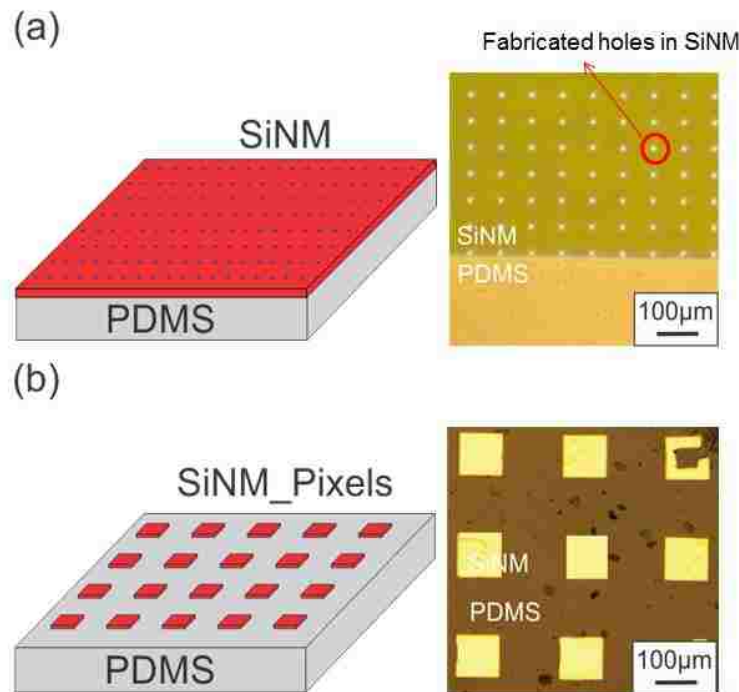 (a)
Fabricated holes in SiNM
SiNM
PDMS
SiNM
PDMS
100µm
(b)
SiNM_Pixels
PDMS
SiNM
PDMS
100µm